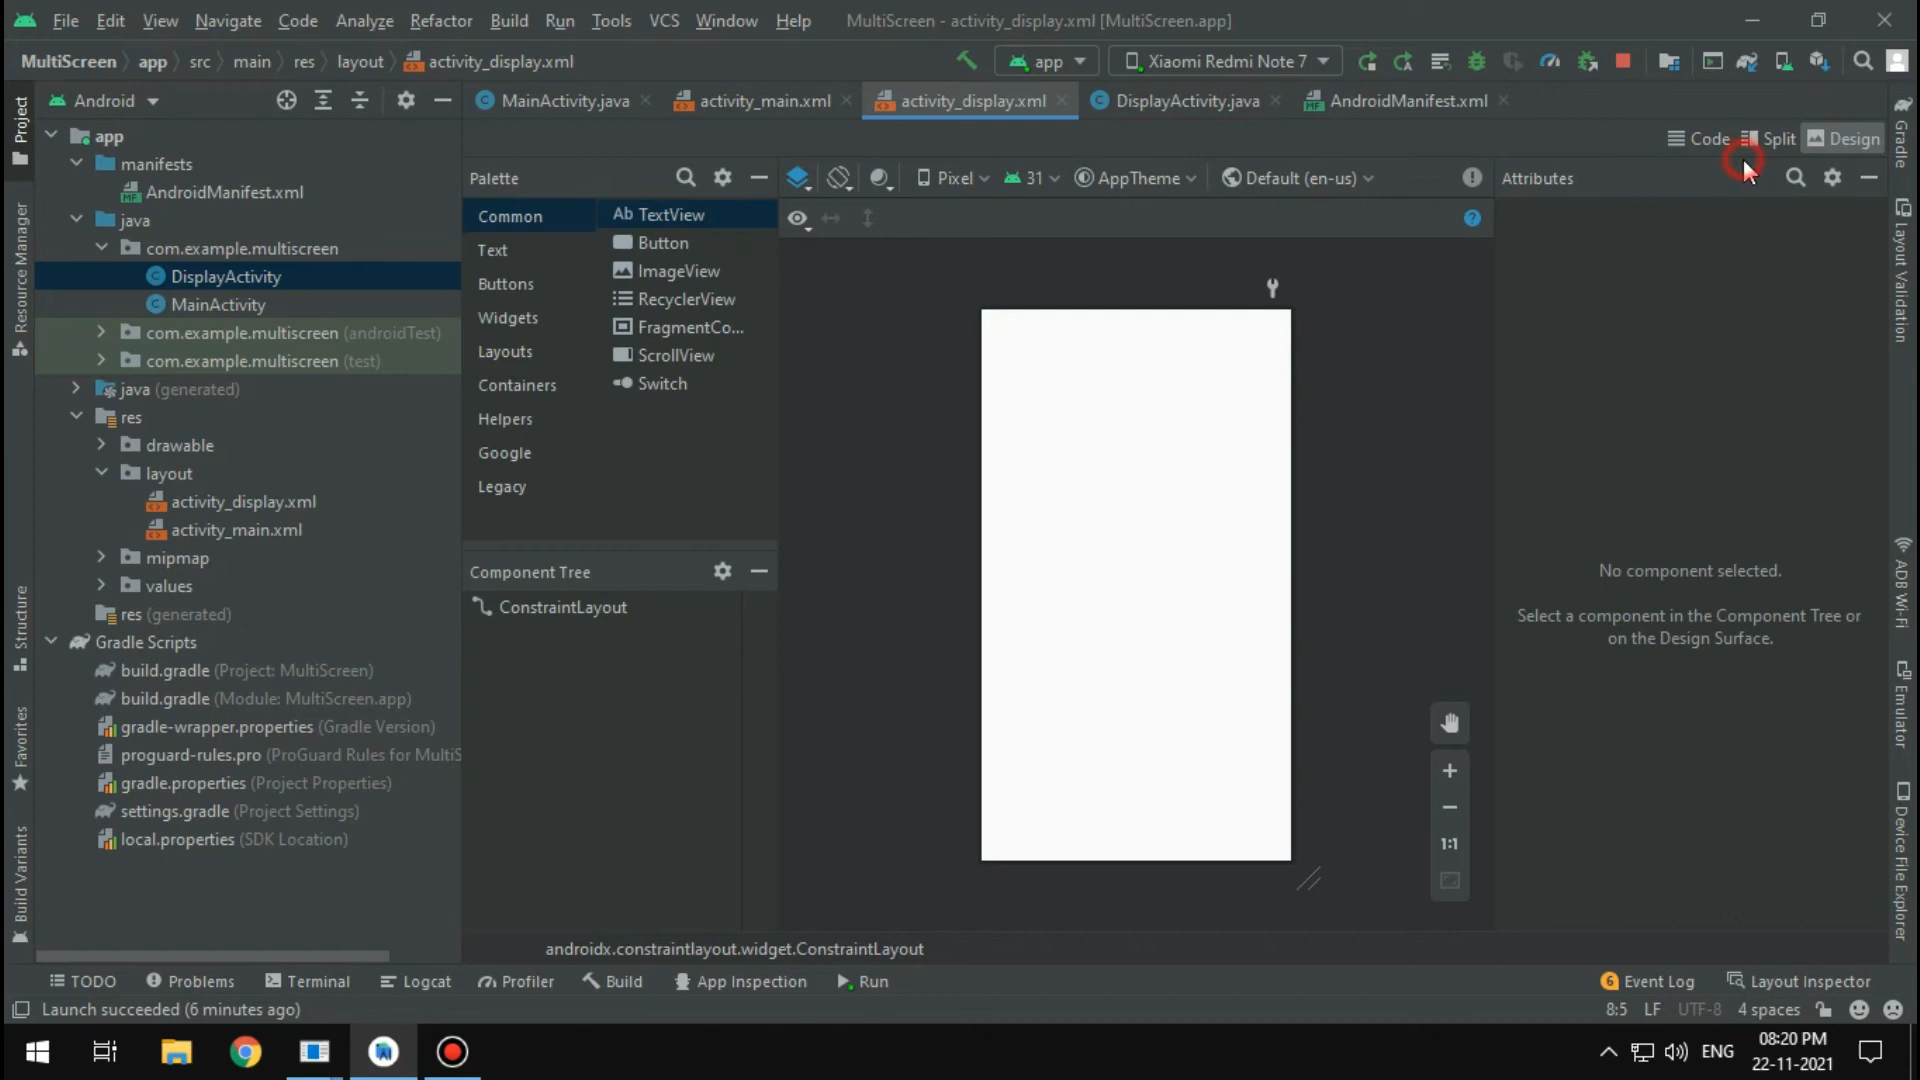 File Edit View Navigate Code Analyze Refactor Build Run Tools VCS Window Help MultiScreen - activity_display.xml [MultiScreen.app]
MultiScreen app src main res layout activity_display.xml app Xiaomi Redmi Note 7
Android MainActivity.java activity_main.xml activity_display.xml DisplayActivity.java AndroidManifest.xml
Code Split Design
app
manifests
AndroidManifest.xml
java
com.example.multiscreen
DisplayActivity
MainActivity
com.example.multiscreen (androidTest)
com.example.multiscreen (test)
java (generated)
res
drawable
layout
activity_display.xml
activity_main.xml
mipmap
values
res (generated)
Gradle Scripts
build.gradle (Project: MultiScreen)
build.gradle (Module: MultiScreen.app)
gradle-wrapper.properties (Gradle Version)
proguard-rules.pro (ProGuard Rules for MultiS
gradle.properties (Project Properties)
settings.gradle (Project Settings)
local.properties (SDK Location)
Project
Resource Manager
Structure
Favorites
Build Variants
Palette
Common
Text
Buttons
Widgets
Layouts
Containers
Helpers
Google
Legacy
Ab TextView
Button
ImageView
RecyclerView
FragmentCo...
ScrollView
Switch
Component Tree
ConstraintLayout
Pixel 31 AppTheme Default (en-us)
1:1
Attributes
No component selected.
Select a component in the Component Tree or
on the Design Surface.
Gradle
Layout Validation
ADB Wi-Fi
Emulator
Device File Explorer
androidx.constraintlayout.widget.ConstraintLayout
TODO Problems Terminal Logcat Profiler Build App Inspection Run 6 Event Log Layout Inspector
Launch succeeded (6 minutes ago) 8:5 LF UTF-8 4 spaces
ENG
08:20 PM
22-11-2021